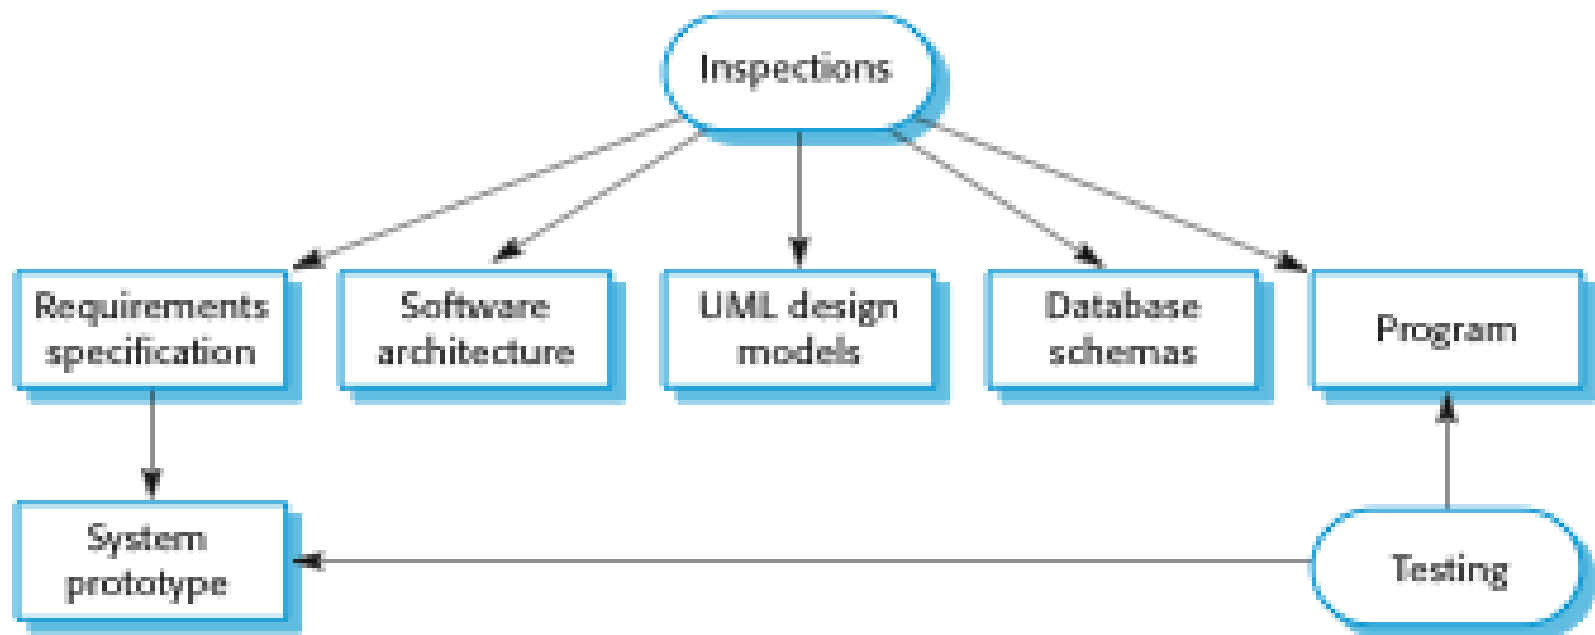 Inspections
Requirements
specification
Software
architecture
UML design
models
Database
schemas
Program
System
prototype
Testing